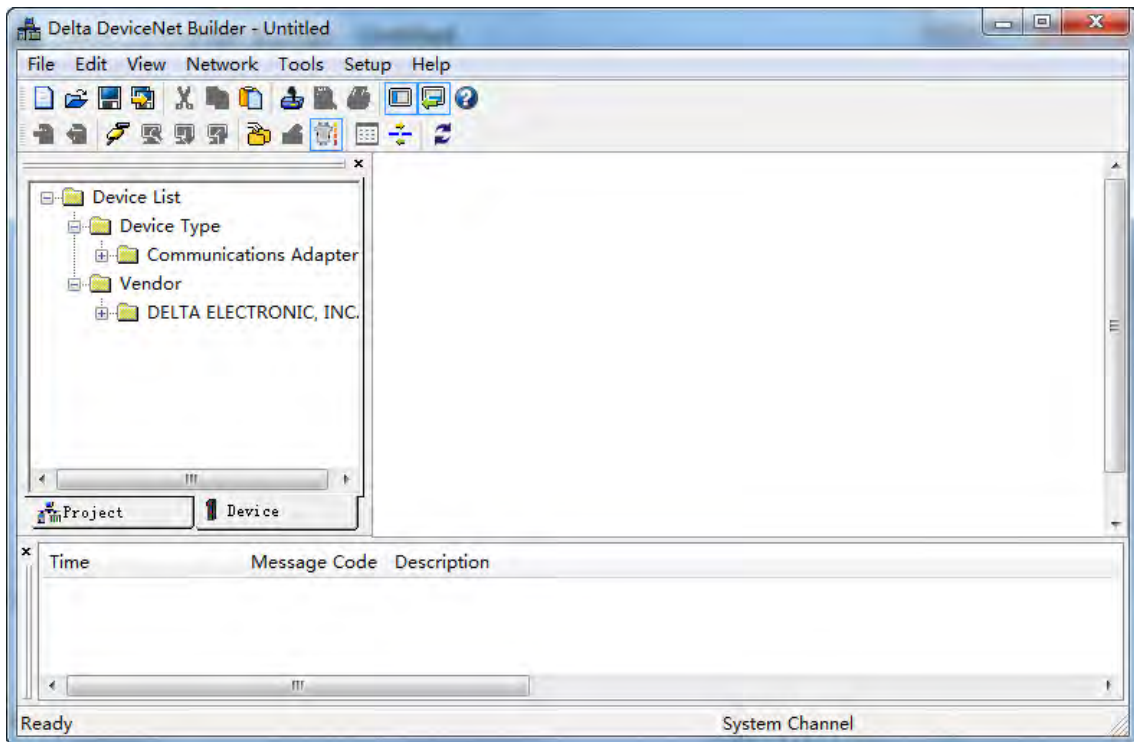 Delta DeviceNet Builder - Untitled
File Edit View Network Tools Setup Help
Device List
Device Type
Communications Adapter
Vendor
DELTA ELECTRONIC, INC.
Project Device
Time Message Code Description
Ready System Channel